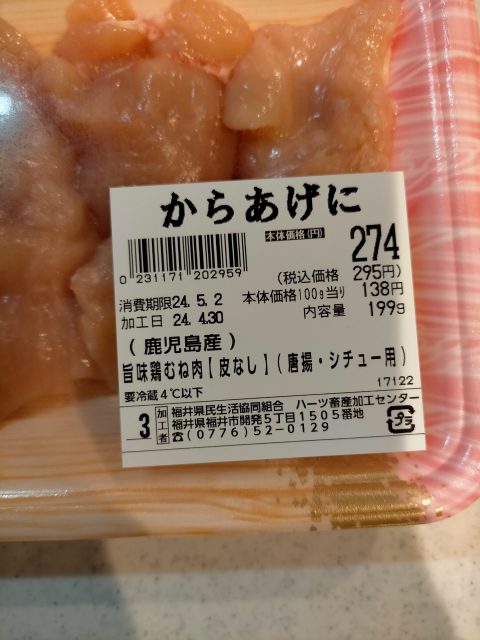 からあげに
本体価格(円) 274
0 231171 202959
(税込価格 295円)
消費期限24.5.2 本体価格100g当り 138円
加工日 24.4.30 内容量 199g
(鹿児島産)
旨味鶏むね肉【皮なし】(唐揚・シチュー用)
要冷蔵4℃以下 17122
3 加工者 福井県民生活協同組合 ハーツ畜産加工センター
福井県福井市開発5丁目1505番地
☎(0776)52-0129 プラ